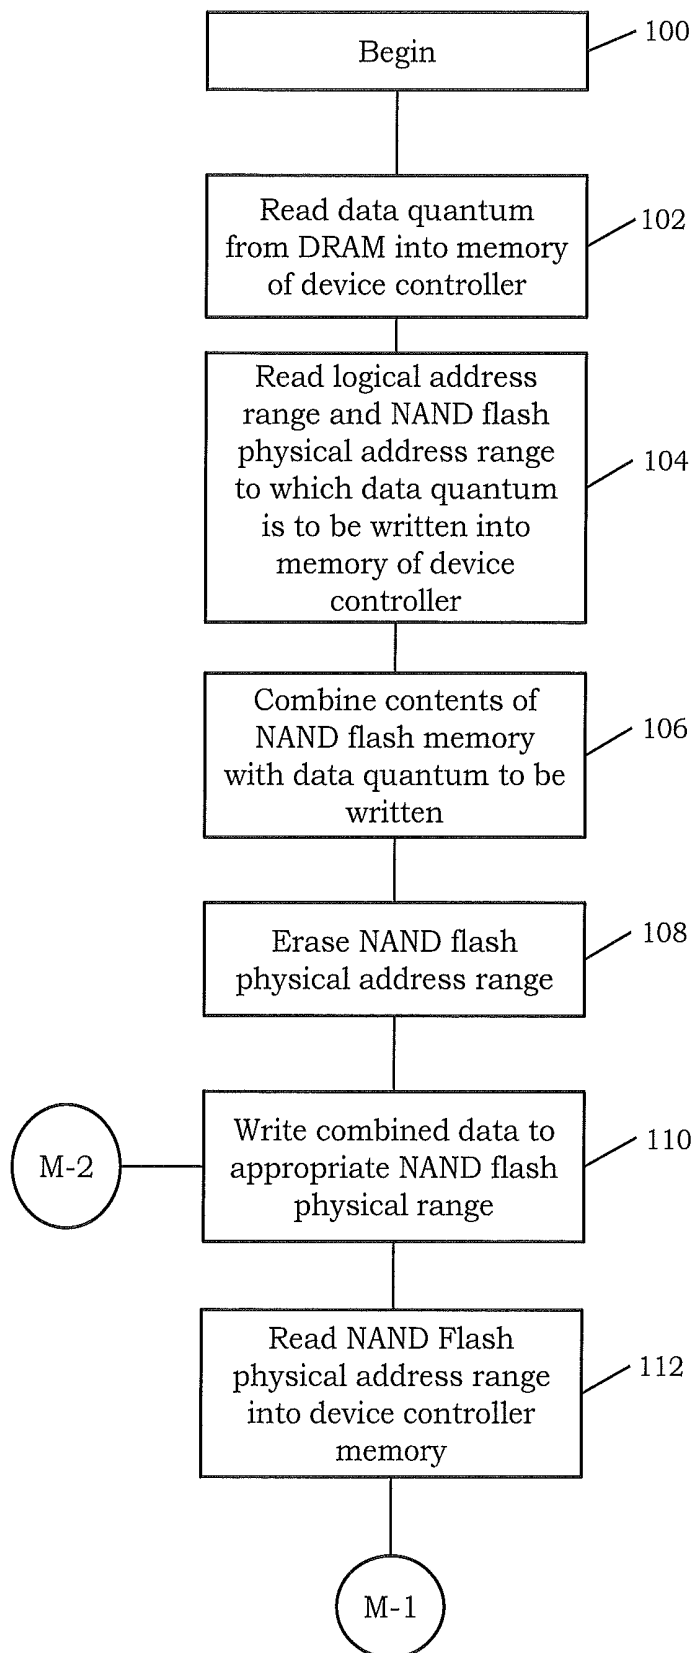 Begin
100
Read data quantum
from DRAM into memory
of device controller
102
Read logical address
range and NAND flash
physical address range
to which data quantum
is to be written into
memory of device
controller
104
Combine contents of
NAND flash memory
with data quantum to be
written
106
Erase NAND flash
physical address range
108
M-2
Write combined data to
appropriate NAND flash
physical range
110
Read NAND Flash
physical address range
into device controller
memory
112
M-1